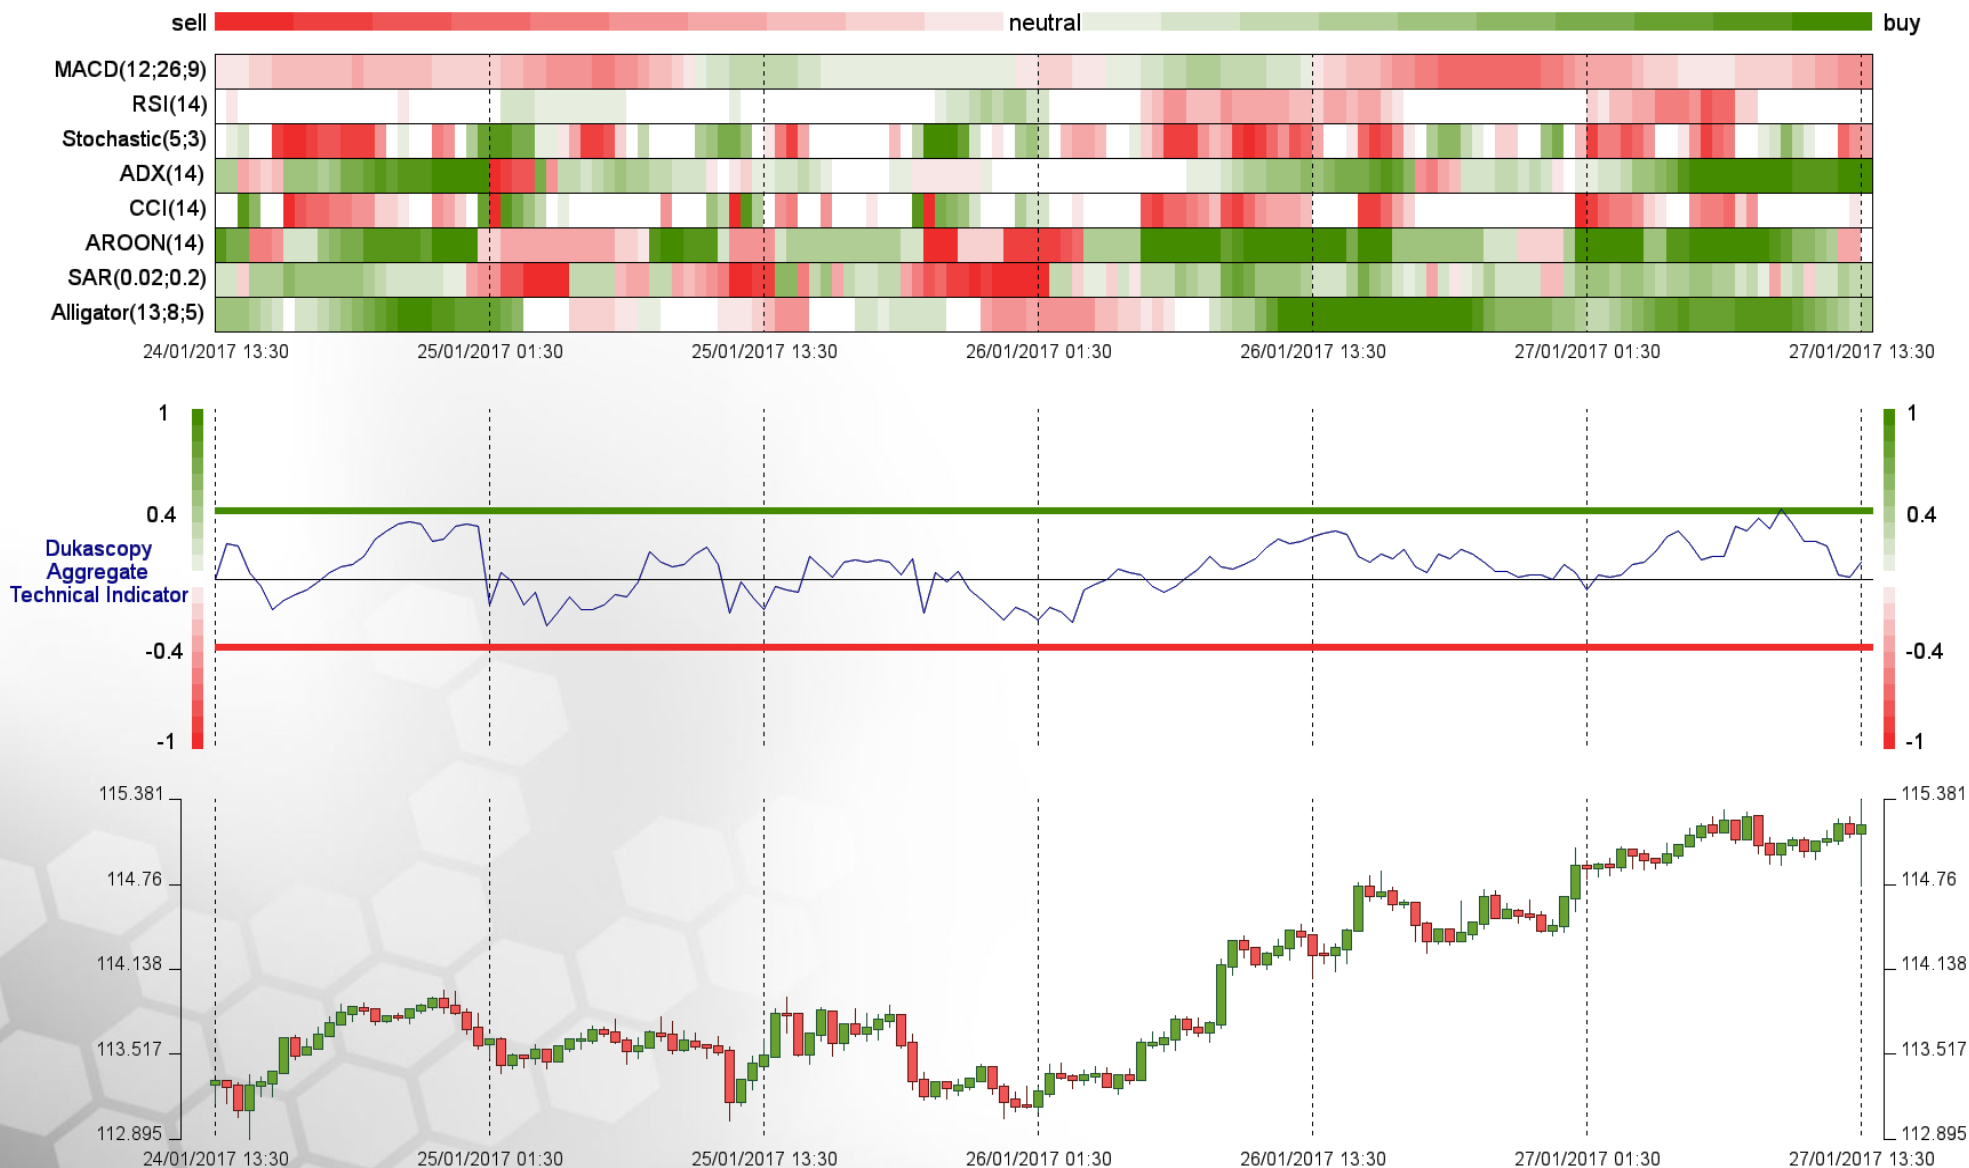 sell neutral buy
MACD(12;26;9)
RSI(14)
Stochastic(5;3)
ADX(14)
CCI(14)
AROON(14)
SAR(0.02;0.2)
Alligator(13;8;5)
24/01/2017 13:30 25/01/2017 01:30 25/01/2017 13:30 26/01/2017 01:30 26/01/2017 13:30 27/01/2017 01:30 27/01/2017 13:30
1 1
0.4 0.4
Dukascopy
Aggregate
Technical Indicator
-0.4 -0.4
-1 -1
115.381 115.381
114.76 114.76
114.138 114.138
113.517 113.517
112.895 112.895
24/01/2017 13:30 25/01/2017 01:30 25/01/2017 13:30 26/01/2017 01:30 26/01/2017 13:30 27/01/2017 01:30 27/01/2017 13:30